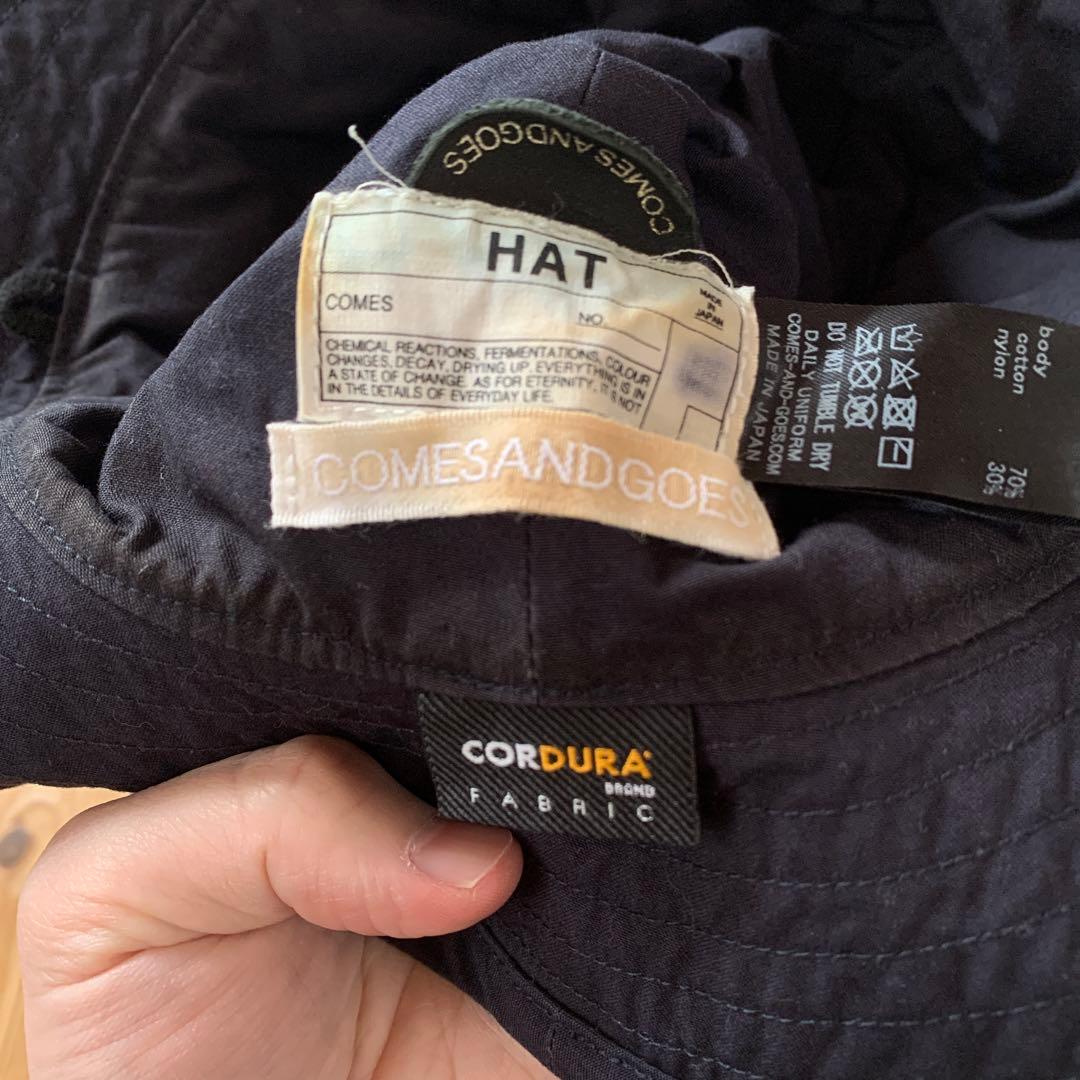 COMESANDGOES
HAT
MADE
IN
JAPAN
COMES
NO.
CHEMICAL REACTIONS, FERMENTATIONS, COLOUR
CHANGES, DECAY, DRYING UP, EVERYTHING IS IN
A STATE OF CHANGE. AS FOR ETERNITY, IT'S NOT
IN THE DETAILS OF EVERYDAY LIFE.
COMESANDGOES
body
cotton 70%
nylon 30%
DO NOT TUMBLE DRY
DAILY UNIFORM
COMES-AND-GOES.COM
MADE IN JAPAN
CORDURA
BRAND
FABRIC